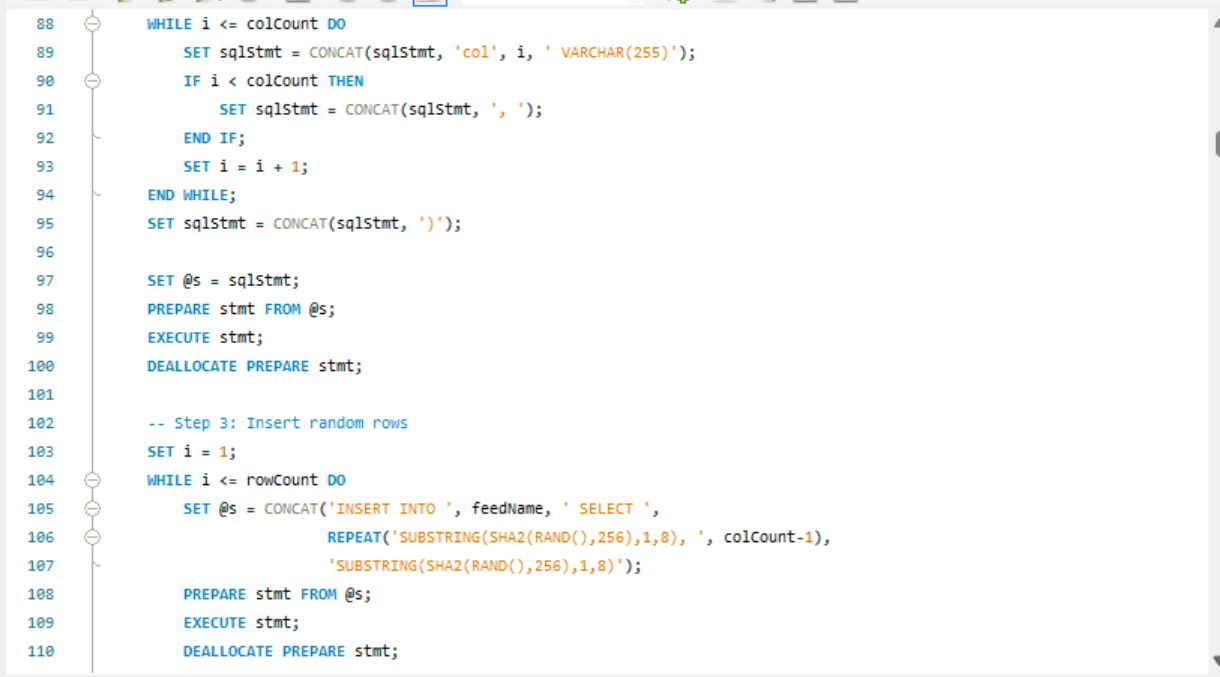 88 WHILE i <= colCount DO
89 SET sqlStmt = CONCAT(sqlStmt, 'col', i, ' VARCHAR(255)');
90 IF i < colCount THEN
91 SET sqlStmt = CONCAT(sqlStmt, ', ');
92 END IF;
93 SET i = i + 1;
94 END WHILE;
95 SET sqlStmt = CONCAT(sqlStmt, ')');
96
97 SET @s = sqlStmt;
98 PREPARE stmt FROM @s;
99 EXECUTE stmt;
100 DEALLOCATE PREPARE stmt;
101
102 -- Step 3: Insert random rows
103 SET i = 1;
104 WHILE i <= rowCount DO
105 SET @s = CONCAT('INSERT INTO ', feedName, ' SELECT ',
106 REPEAT('SUBSTRING(SHA2(RAND(),256),1,8), ', colCount-1),
107 'SUBSTRING(SHA2(RAND(),256),1,8)');
108 PREPARE stmt FROM @s;
109 EXECUTE stmt;
110 DEALLOCATE PREPARE stmt;